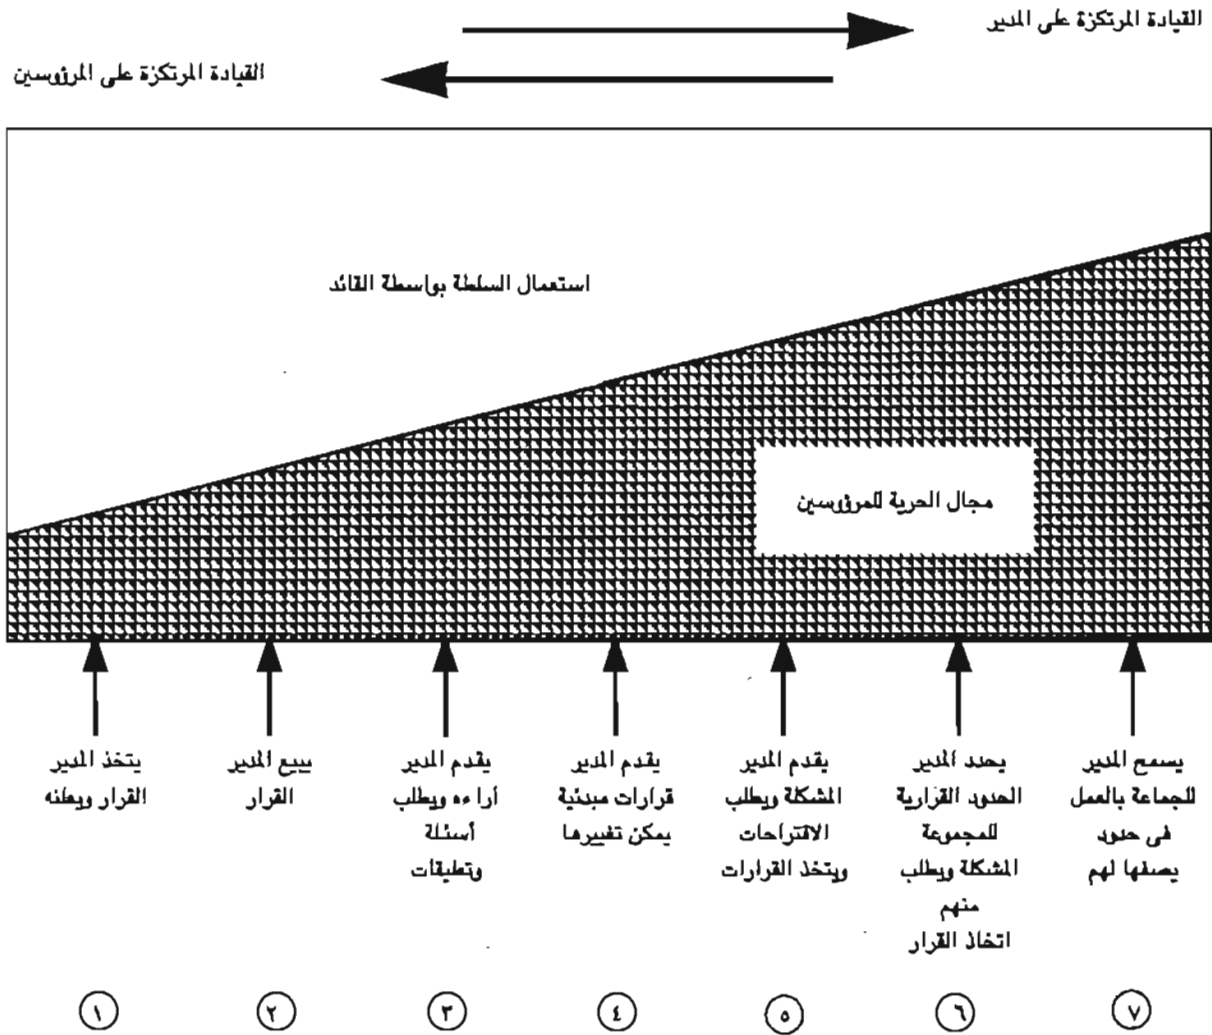 القيادة المرتكزة على المدير
القيادة المرتكزة على المرؤوسين
استعمال السلطة بواسطة القائد
مجال الحرية للمرؤوسين
يتخذ المدير
القرار ويعلنه
يبيع المدير
القرار
يقدم المدير
أراءه ويطلب
أسئلة
وتعليقات
يقدم المدير
قرارات مبدئية
يمكن تغييرها
يقدم المدير
المشكلة ويطلب
الاقتراحات
ويتخذ القرارات
يحدد المدير
الحدود القرارية
للمجموعة
المشكلة ويطلب
منهم
اتخاذ القرار
يسمع المدير
للجماعة بالعمل
فى حدود
يصفها لهم
١
٢
٣
٤
٥
٦
٧